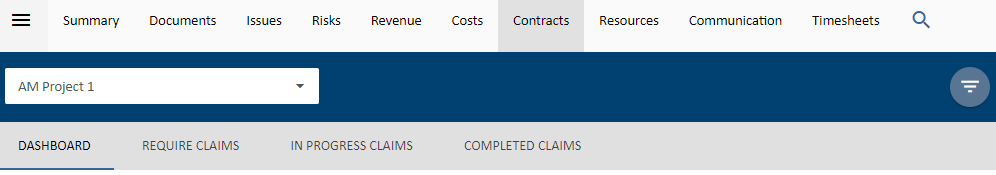 Summary Documents Issues Risks Revenue Costs Contracts Resources Communication Timesheets
AM Project 1
DASHBOARD REQUIRE CLAIMS IN PROGRESS CLAIMS COMPLETED CLAIMS